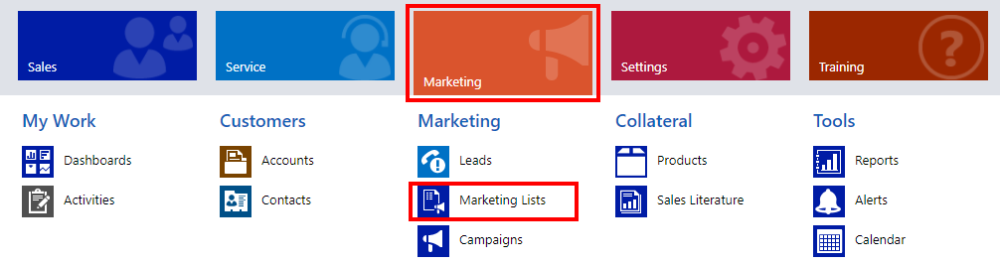 Sales
Service
Marketing
Settings
Training
My Work
Customers
Marketing
Collateral
Tools
Dashboards
Accounts
Leads
Products
Reports
Activities
Contacts
Marketing Lists
Sales Literature
Alerts
Campaigns
Calendar